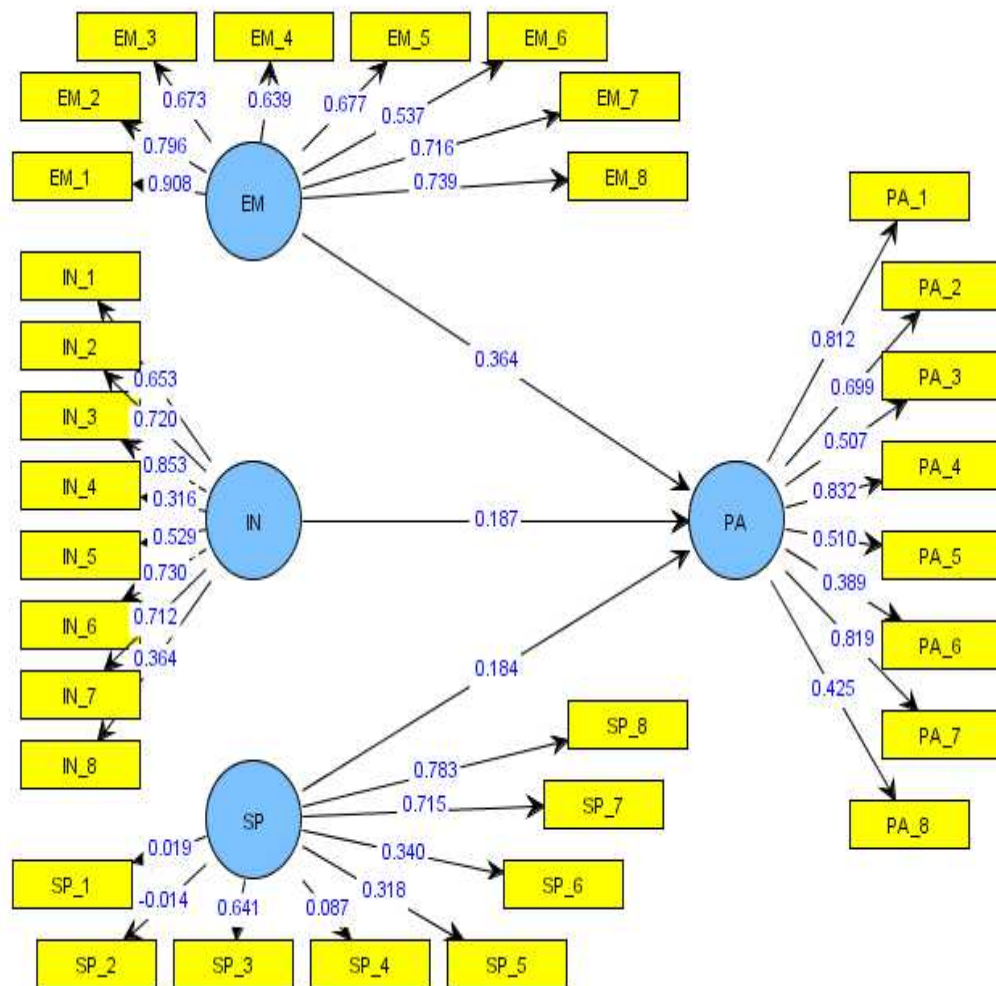 EM_3
EM_4
EM_5
EM_6
EM_2
EM_7
EM_1
EM_8
0.673
0.639
0.677
0.537
0.796
0.716
0.908
0.739
EM
IN_1
IN_2
IN_3
IN_4
IN_5
IN_6
IN_7
IN_8
0.653
0.720
0.853
0.316
0.529
0.730
0.712
0.364
IN
0.364
0.187
0.184
PA
PA_1
PA_2
PA_3
PA_4
PA_5
PA_6
PA_7
PA_8
0.812
0.699
0.507
0.832
0.510
0.389
0.819
0.425
SP
SP_8
SP_7
SP_6
SP_1
SP_2
SP_3
SP_4
SP_5
0.783
0.715
0.340
0.318
0.019
-0.014
0.641
0.087